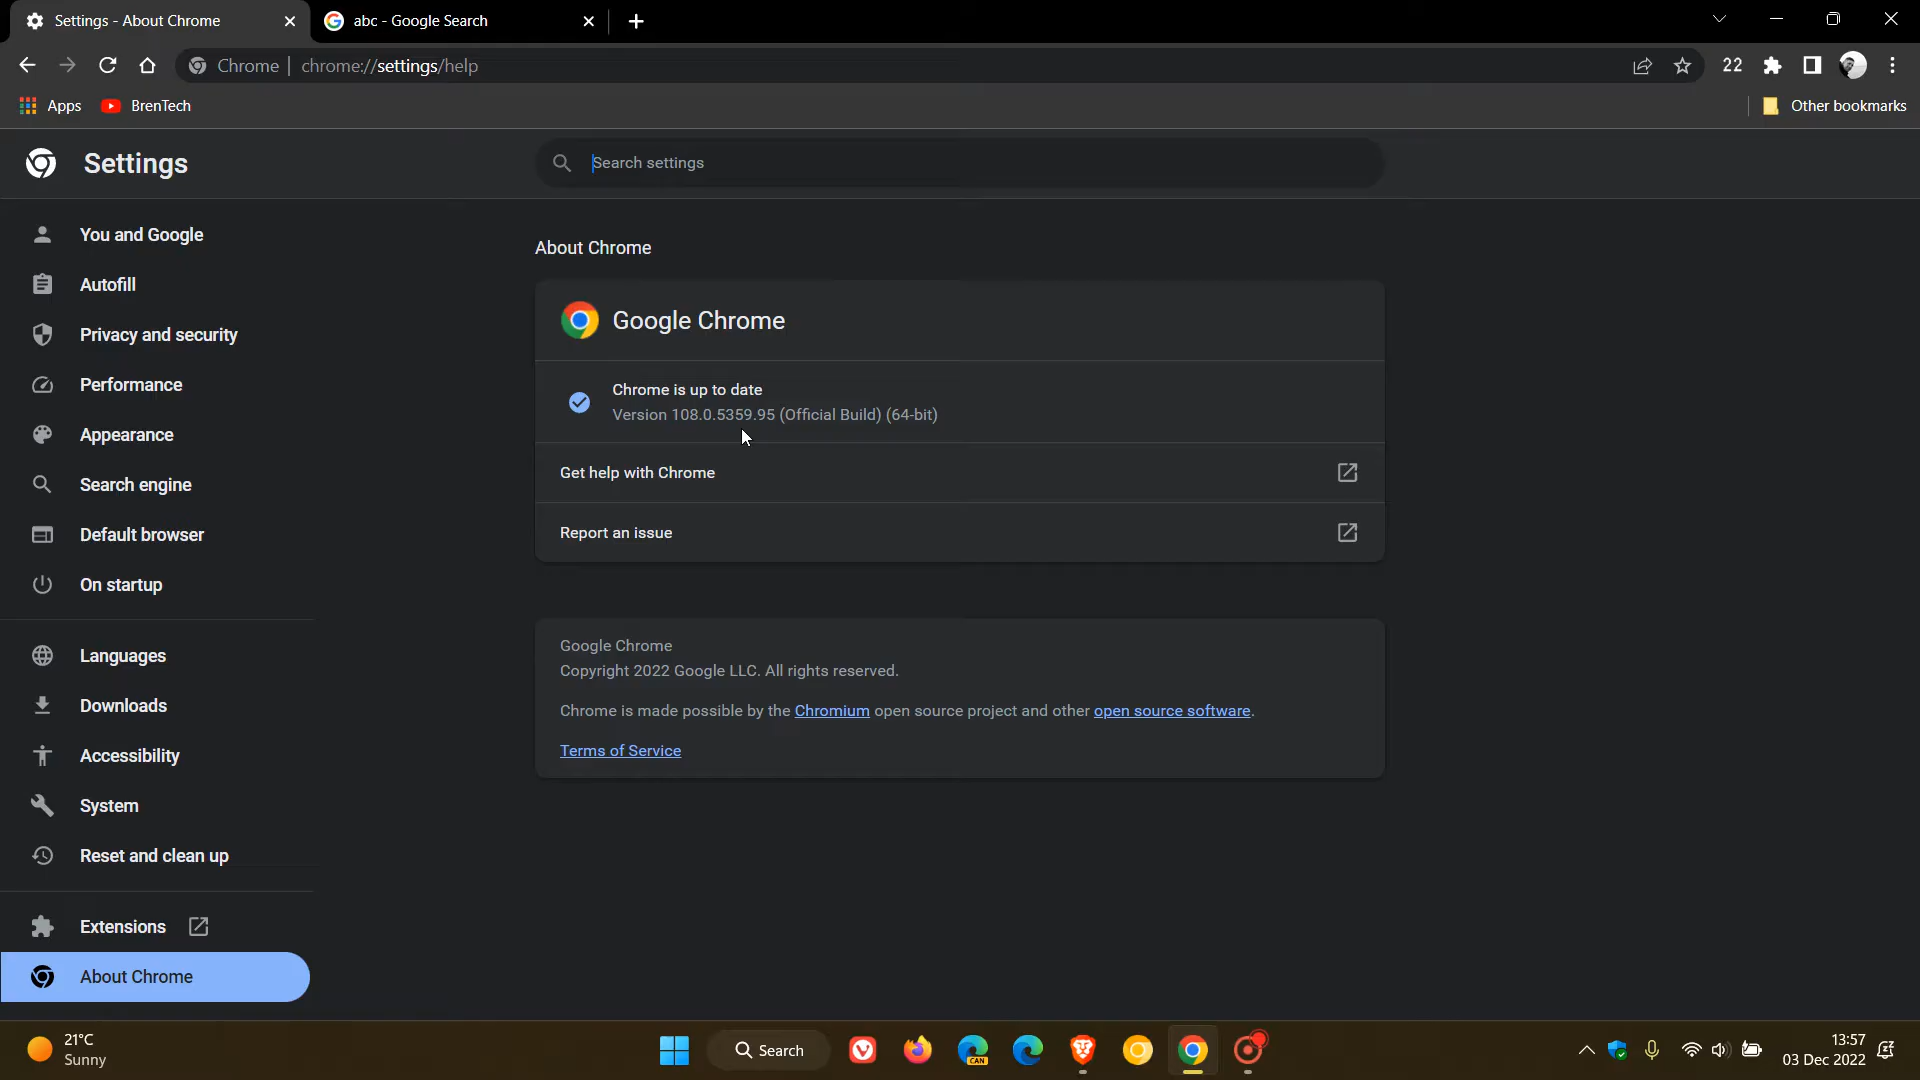 Settings - About Chrome
abc - Google Search
Chrome | chrome://settings/help
22
Apps
BrenTech
Other bookmarks
Settings
Search settings
You and Google
Autofill
Privacy and security
Performance
Appearance
Search engine
Default browser
On startup
Languages
Downloads
Accessibility
System
Reset and clean up
Extensions
About Chrome
About Chrome
Google Chrome
Chrome is up to date
Version 108.0.5359.95 (Official Build) (64-bit)
Get help with Chrome
Report an issue
Google Chrome
Copyright 2022 Google LLC. All rights reserved.
Chrome is made possible by the Chromium open source project and other open source software.
Terms of Service
21°C
Sunny
Search
CAN
13:57
03 Dec 2022